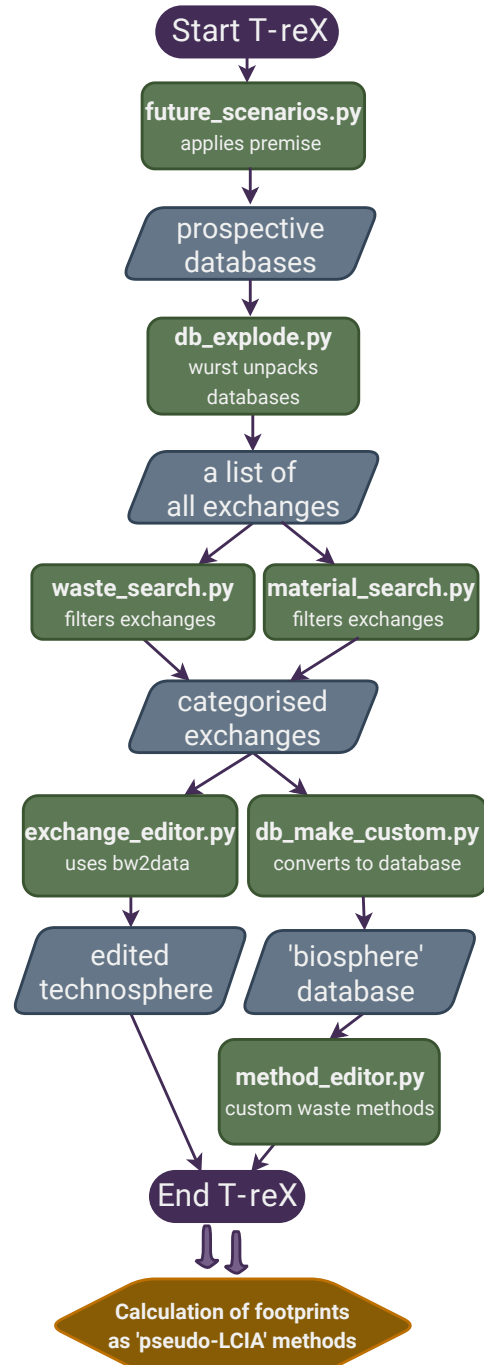 Start T-reX
future_scenarios.py
applies premise
prospective
databases
db_explode.py
wurst unpacks
databases
a list of
all exchanges
waste_search.py
filters exchanges
material_search.py
filters exchanges
categorised
exchanges
exchange_editor.py
uses bw2data
db_make_custom.py
converts to database
edited
technosphere
'biosphere'
database
method_editor.py
custom waste methods
End T-reX
Calculation of footprints
as 'pseudo-LCIA' methods